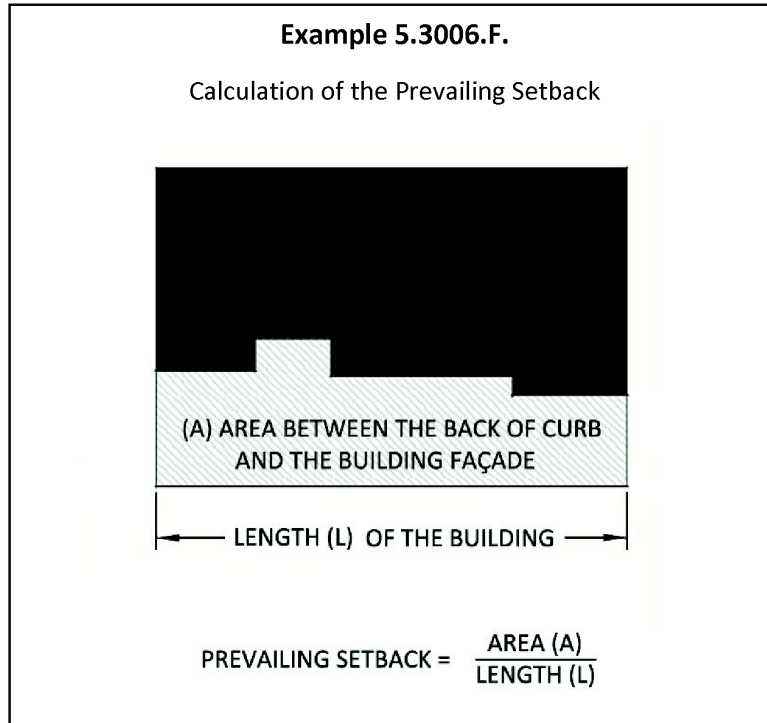 Example 5.3006.F.
Calculation of the Prevailing Setback
(A) AREA BETWEEN THE BACK OF CURB
AND THE BUILDING FAÇADE
LENGTH (L) OF THE BUILDING
PREVAILING SETBACK = AREA (A)
LENGTH (L)